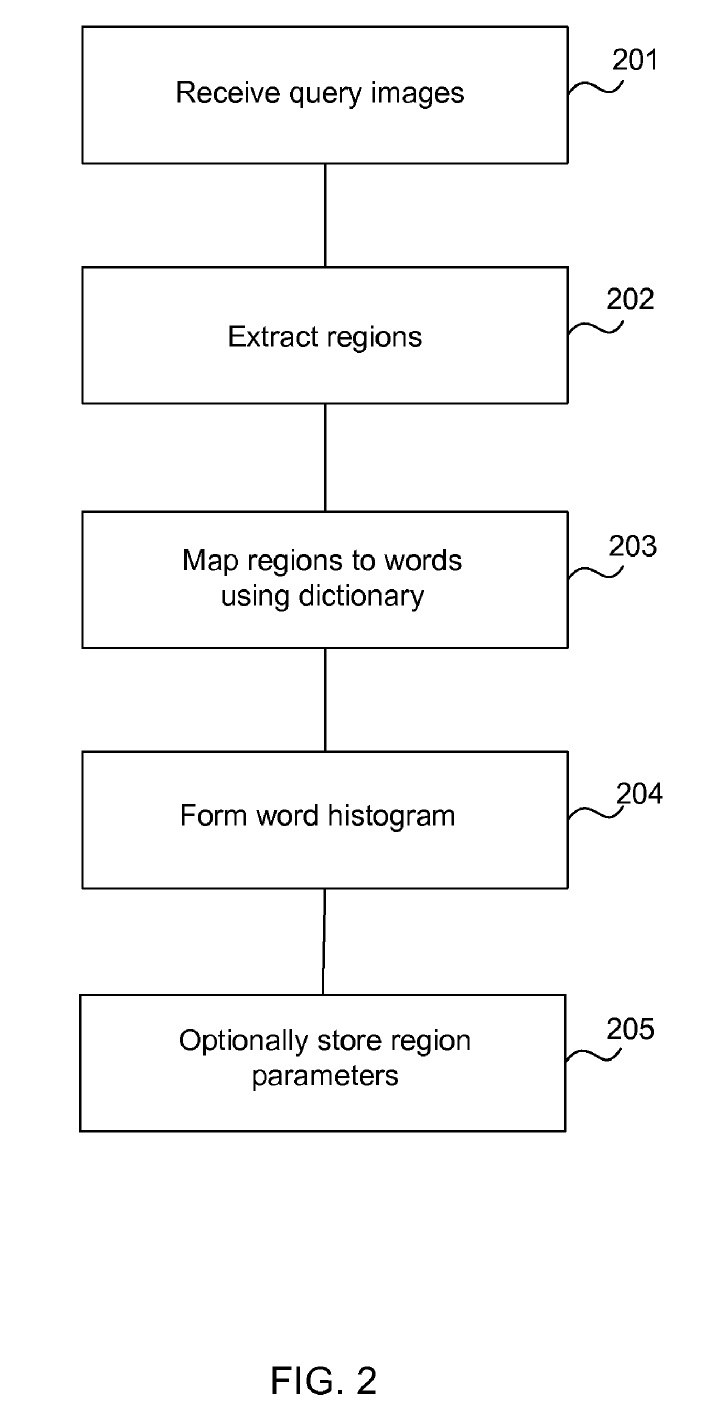 Receive query images
201
Extract regions
202
Map regions to words
using dictionary
203
Form word histogram
204
Optionally store region
parameters
205
FIG. 2